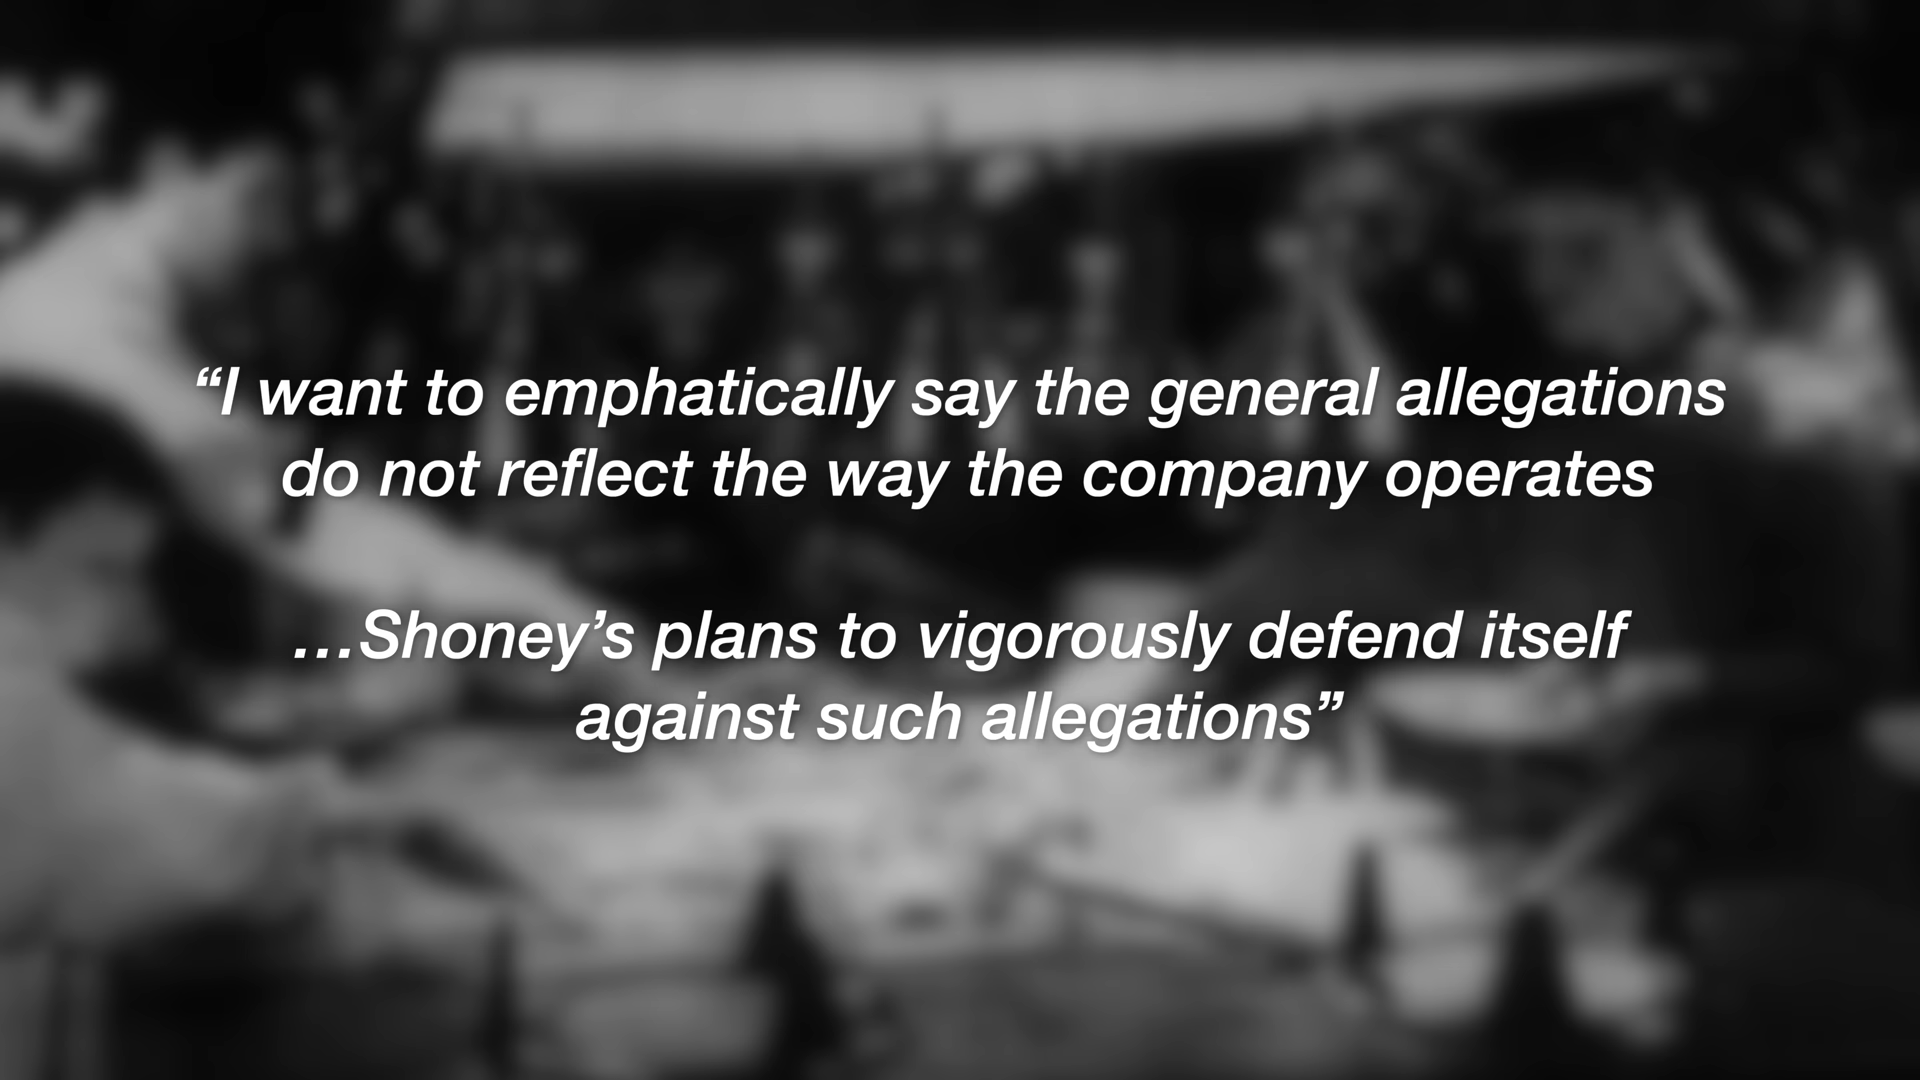 “I want to emphatically say the general allegations
do not reflect the way the company operates
…Shoney’s plans to vigorously defend itself
against such allegations”